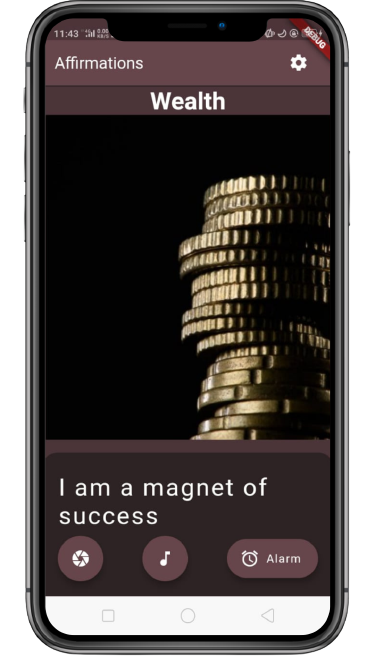 11:43
DEBUG
Affirmations
Wealth
I am a magnet of
success
Alarm